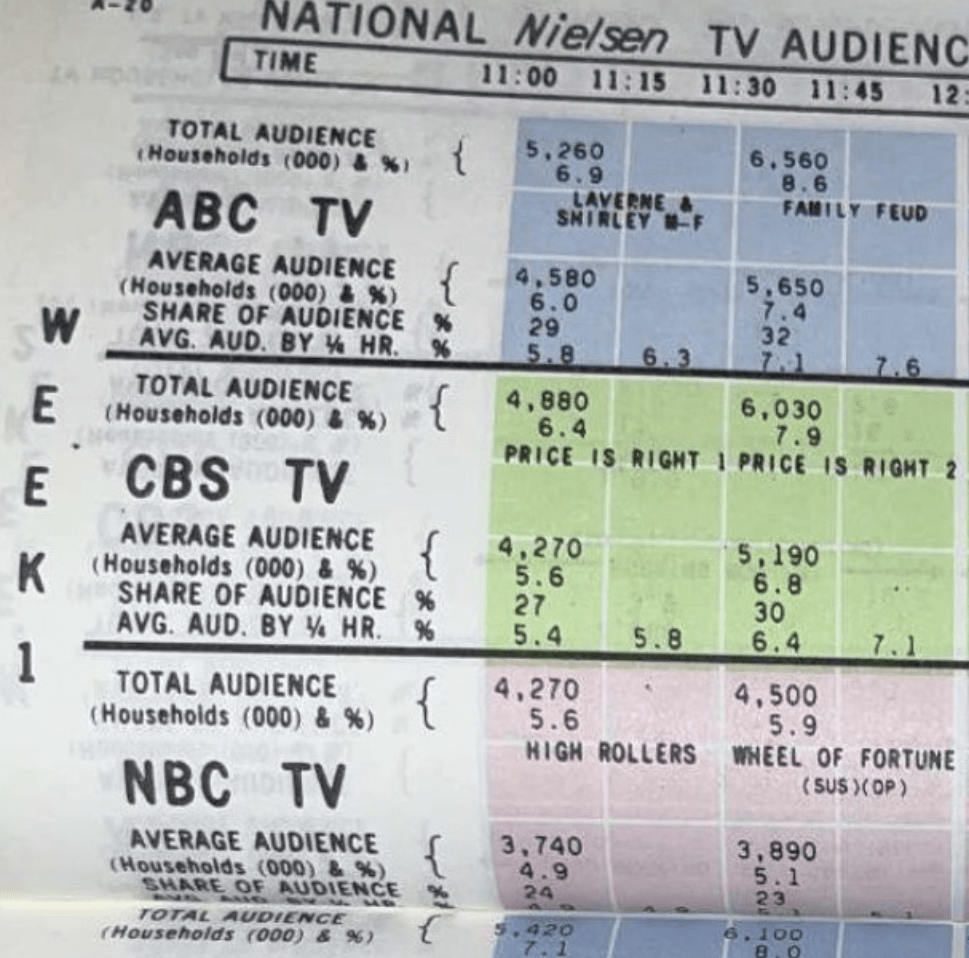 A-20
NATIONAL Nielsen TV AUDIENC
TIME 11:00 11:15 11:30 11:45 12:
TOTAL AUDIENCE { 5,260 6,560
(Households (000) & %) 6.9 8.6
LAVERNE & SHIRLEY M-F FAMILY FEUD
ABC TV
AVERAGE AUDIENCE { 4,580 5,650
(Households (000) & %) 6.0 7.4
SHARE OF AUDIENCE % 29 32
AVG. AUD. BY ¼ HR. % 5.8 6.3 7.1 7.6
W
E
E
K
1
TOTAL AUDIENCE { 4,880 6,030
(Households (000) & %) 6.4 7.9
PRICE IS RIGHT 1 PRICE IS RIGHT 2
CBS TV
AVERAGE AUDIENCE { 4,270 5,190
(Households (000) & %) 5.6 6.8
SHARE OF AUDIENCE % 27 30
AVG. AUD. BY ¼ HR. % 5.4 5.8 6.4 7.1
TOTAL AUDIENCE { 4,270 4,500
(Households (000) & %) 5.6 5.9
HIGH ROLLERS WHEEL OF FORTUNE
(SUS)(OP)
NBC TV
AVERAGE AUDIENCE { 3,740 3,890
(Households (000) & %) 4.9 5.1
SHARE OF AUDIENCE % 24 23
TOTAL AUDIENCE { 5,420 6,100
(Households (000) & %) 7.1 8.0